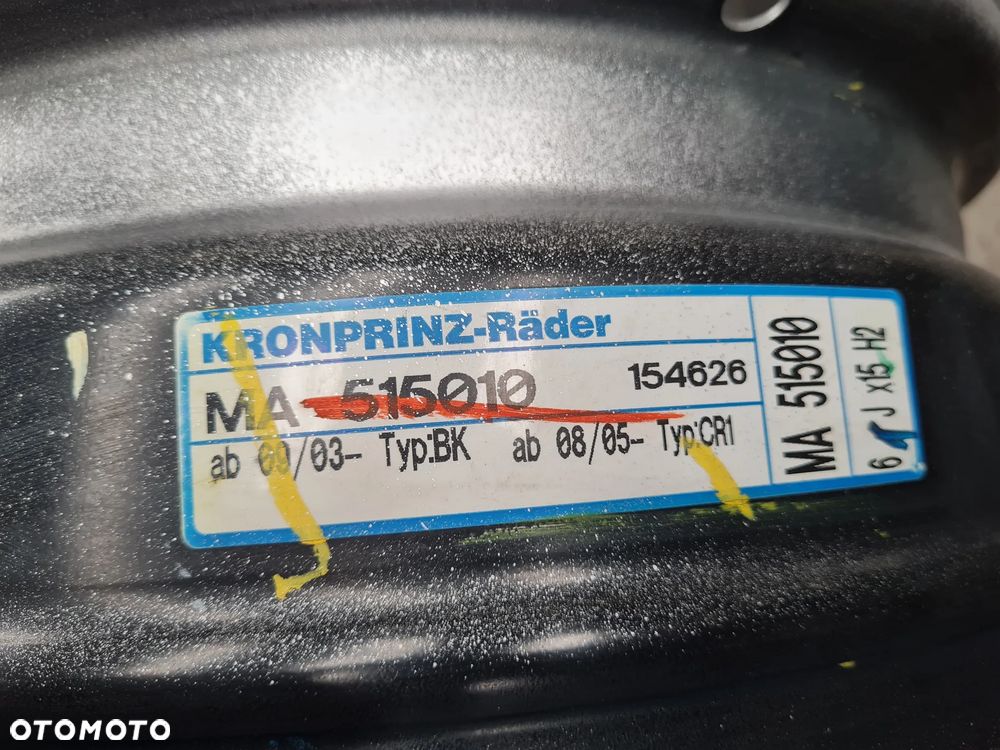 KRONPRINZ-Räder
MA 515010 154626
ab 09/03- Typ:BK ab 08/05- Typ:CR1
MA 515010
6 J x15 H2
OTOMOTO